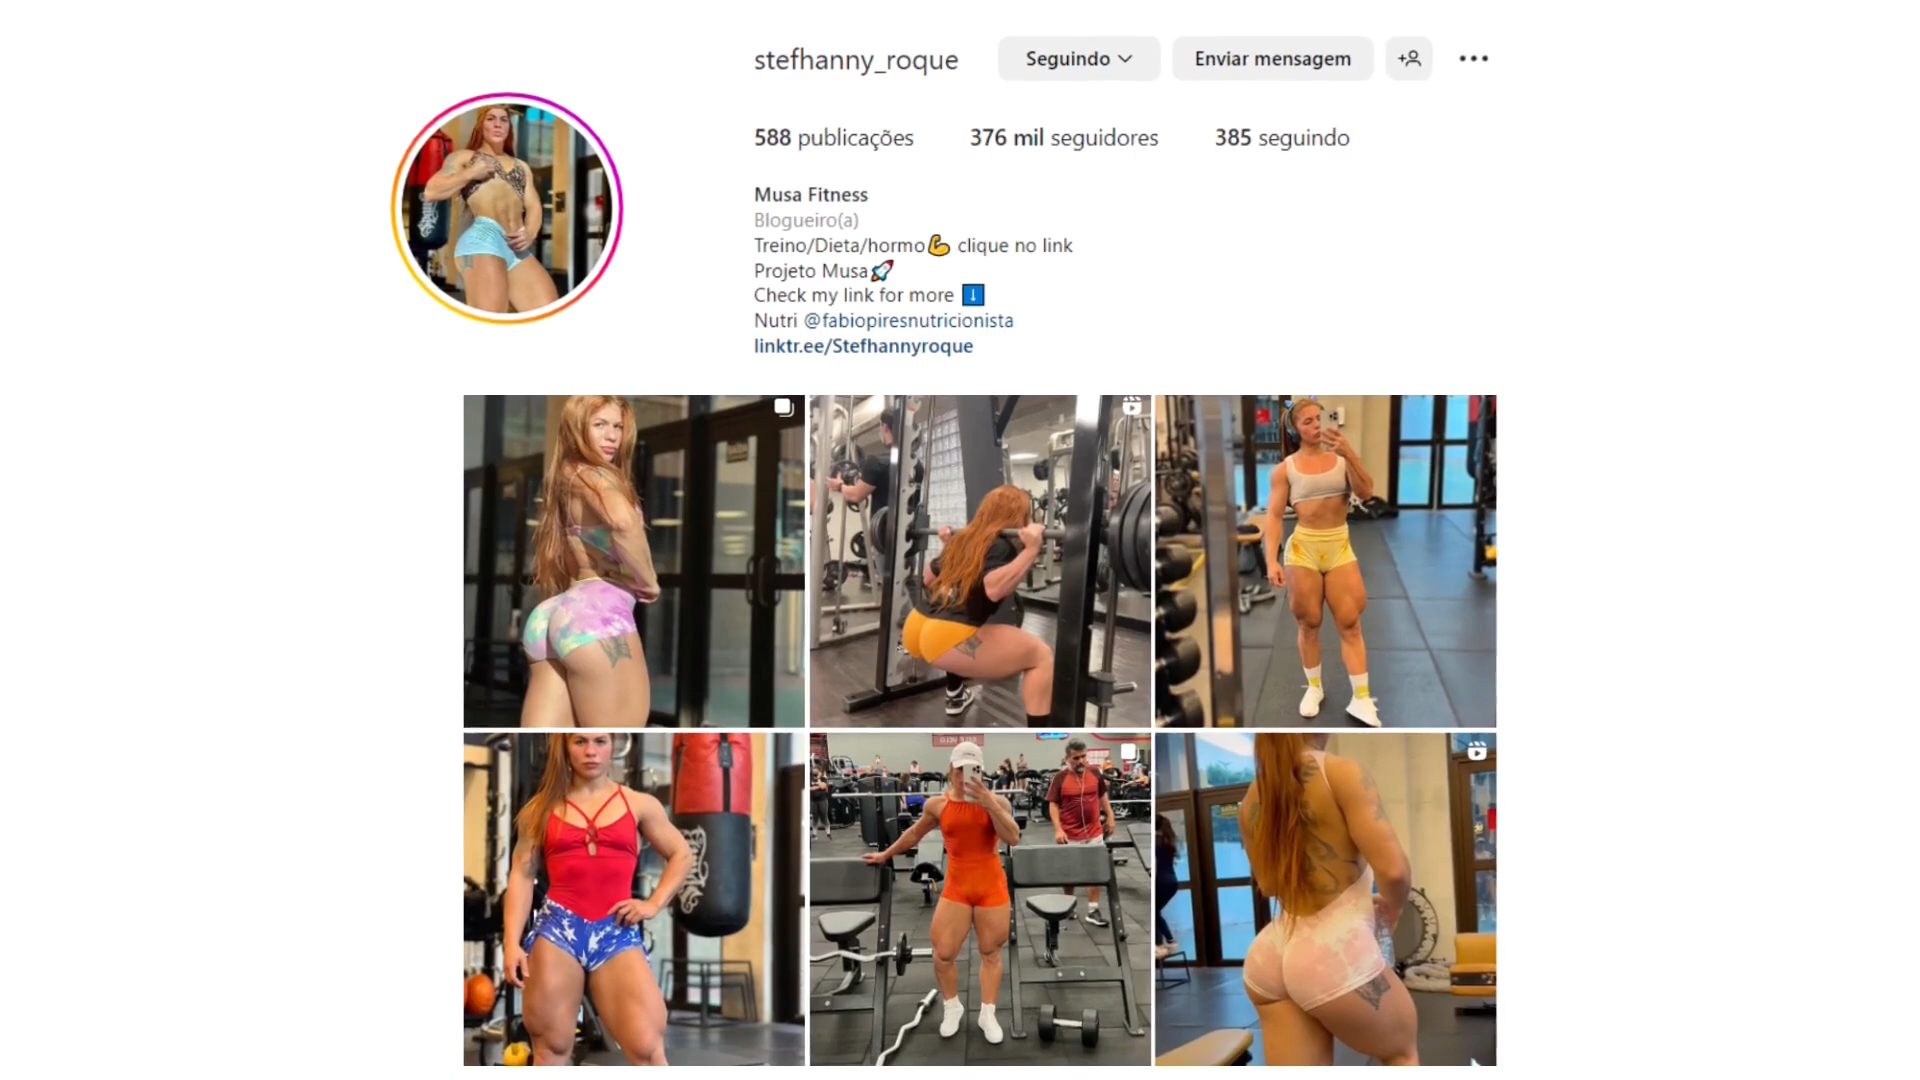 stefhanny_roque
Seguindo
Enviar mensagem
588 publicações
376 mil seguidores
385 seguindo
Musa Fitness
Blogueiro(a)
Treino/Dieta/hormo💪 clique no link
Projeto Musa🚀
Check my link for more ⬇️
Nutri @fabiopiresnutricionista
linktr.ee/Stefhannyroque